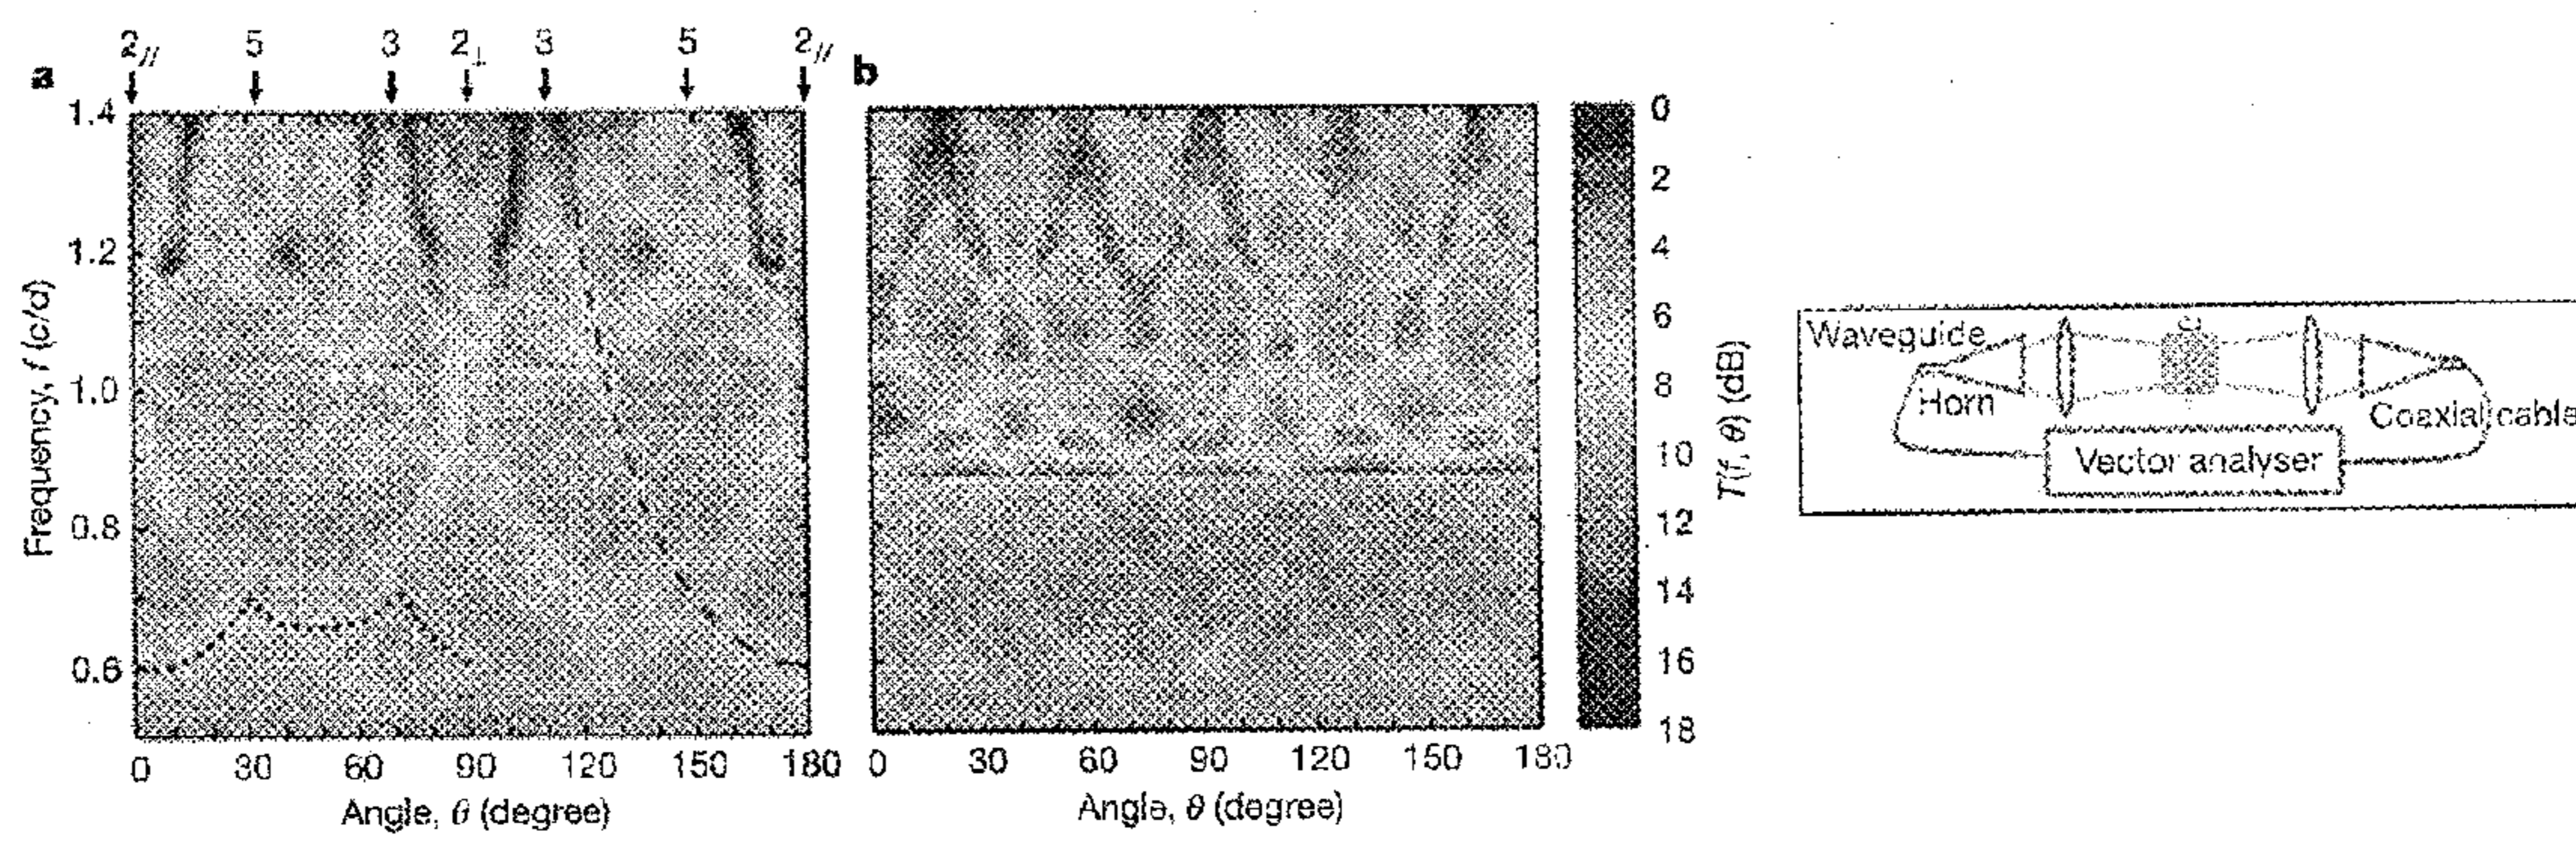 2// 5 3 2⊥ 3 5 2//
a
1.4
1.2
1.0
0.8
0.6
Frequency, f (c/d)
0 30 60 90 120 150 180
Angle, θ (degree)
b
0 30 60 90 120 150 180
Angle, θ (degree)
0
2
4
6
8
10
12
14
16
18
T(f, θ) (dB)
Waveguide
Horn
Coaxial cable
Vector analyser